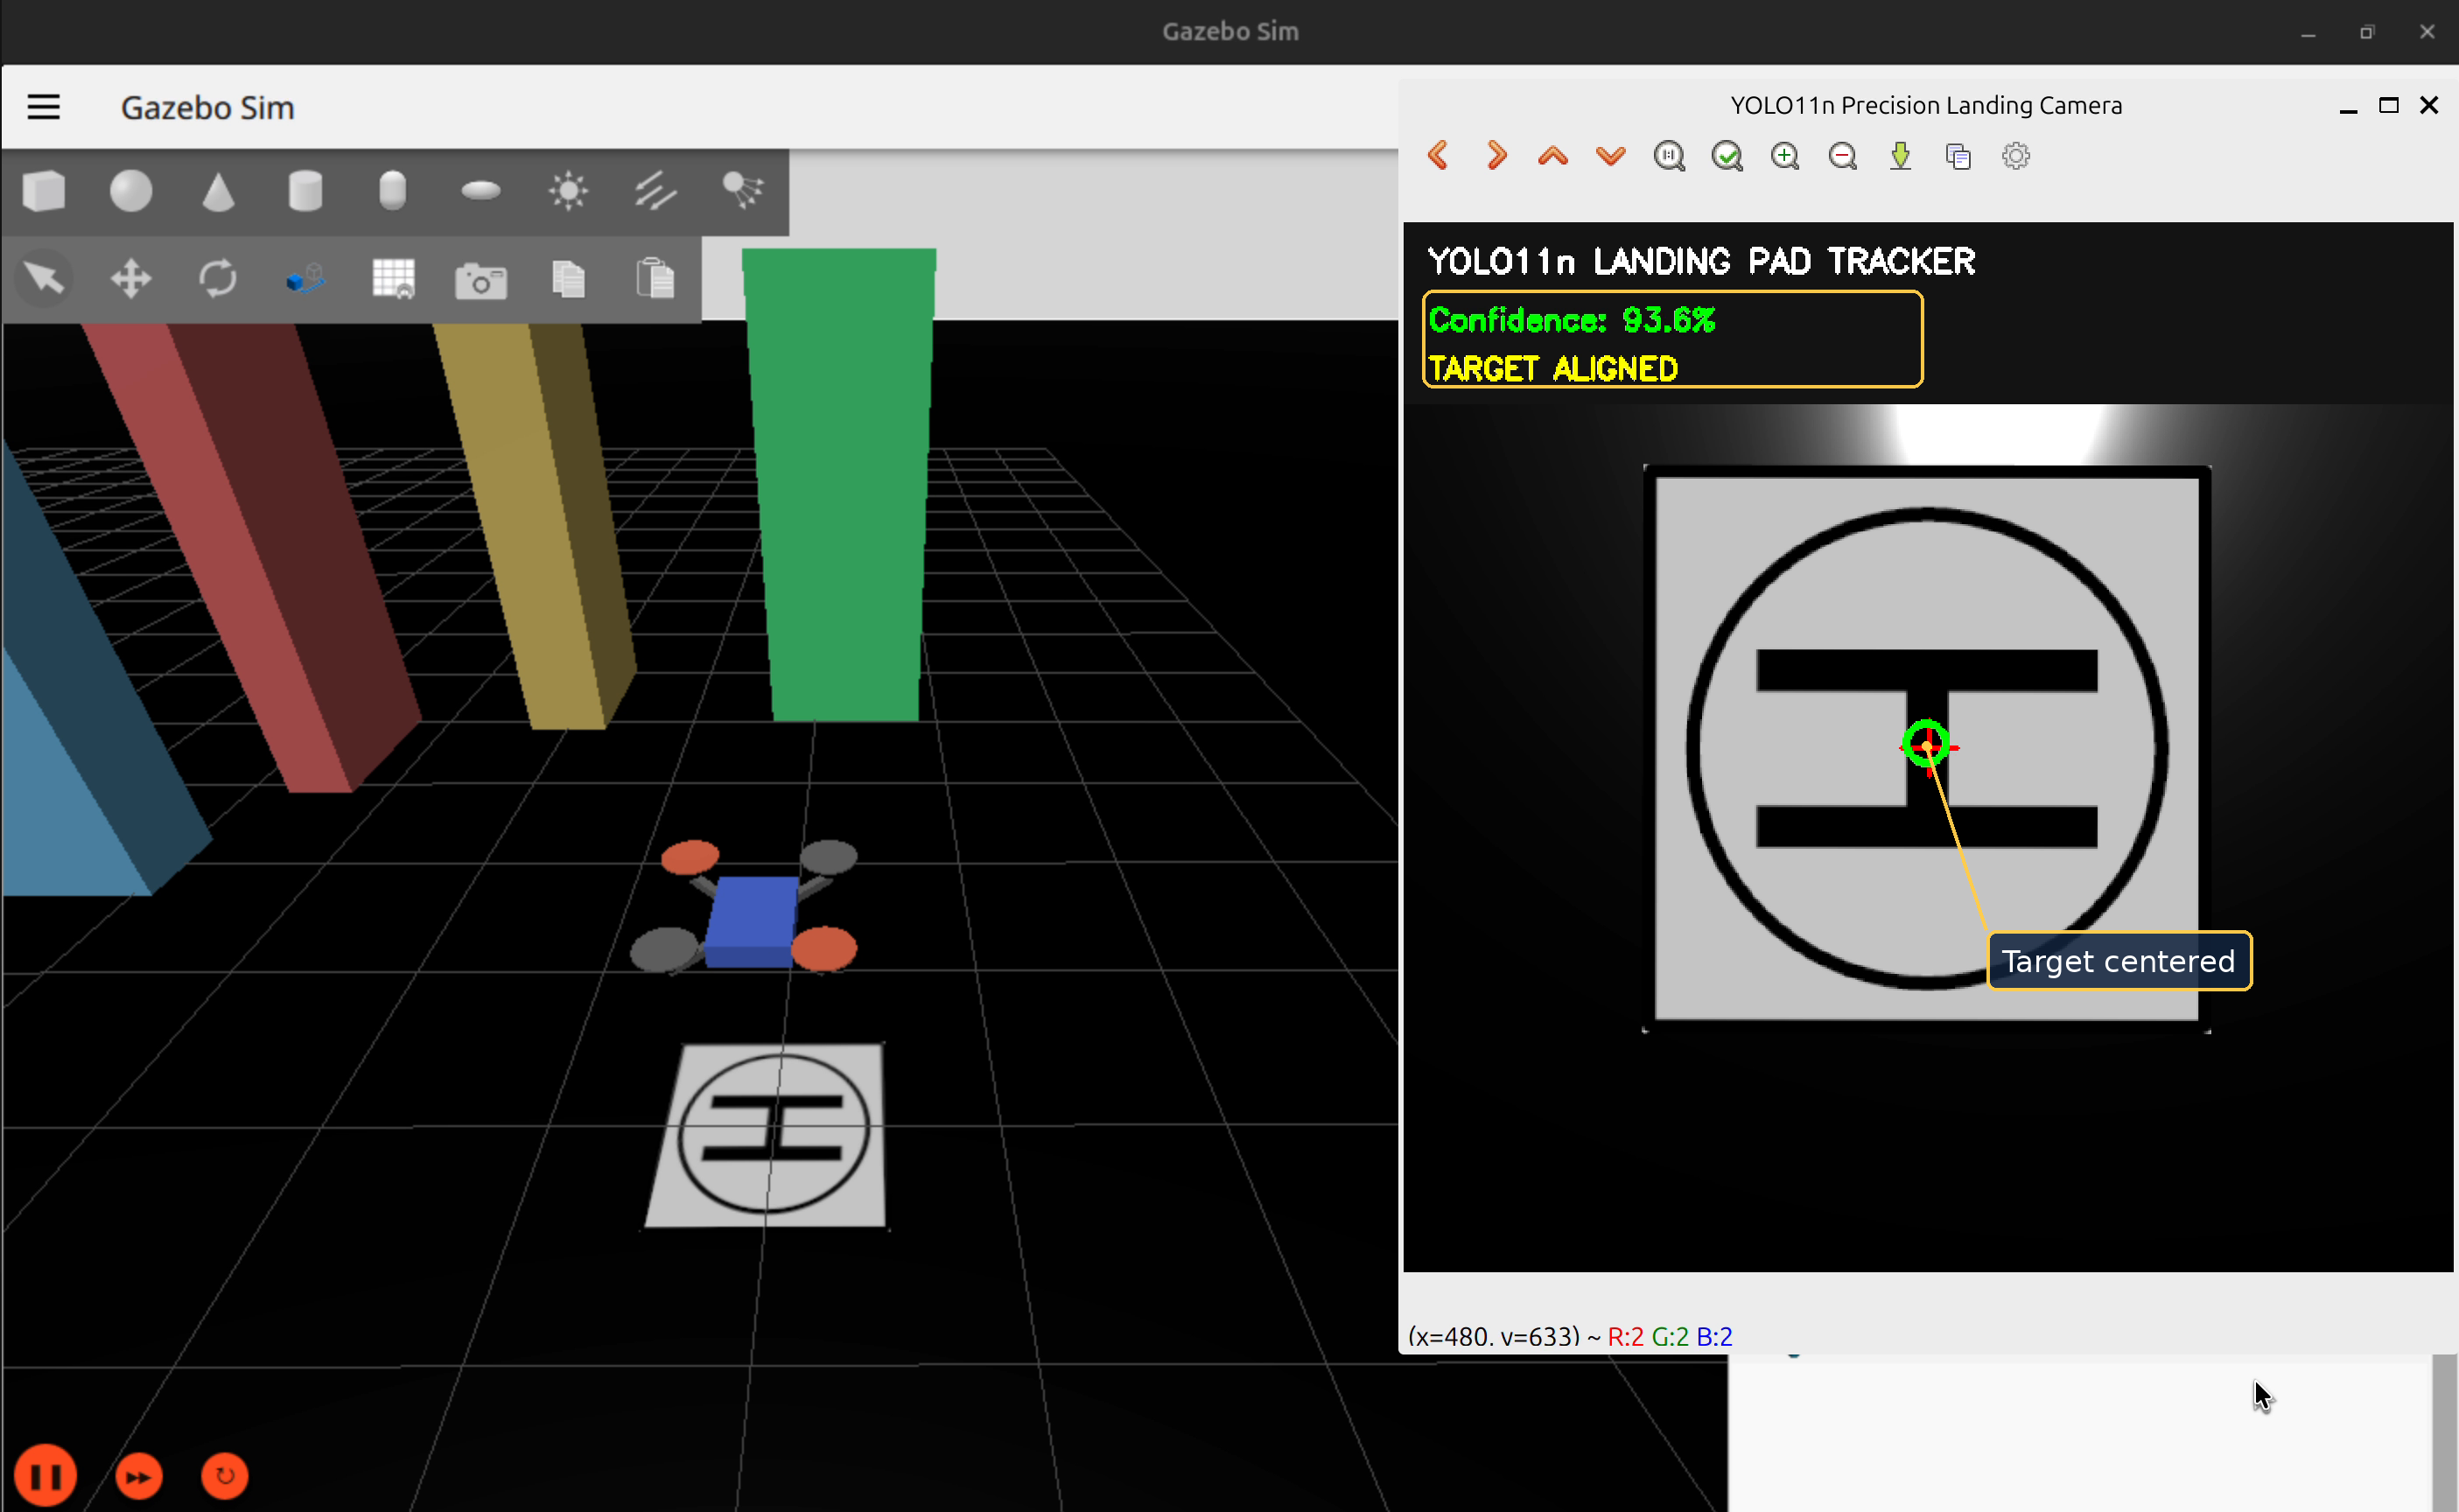 Gazebo Sim
Gazebo Sim
YOLO11n Precision Landing Camera
YOLO11n LANDING PAD TRACKER
Confidence: 93.6%
TARGET ALIGNED
H
H
Target centered
(x=480, y=633) ~ R:2 G:2 B:2